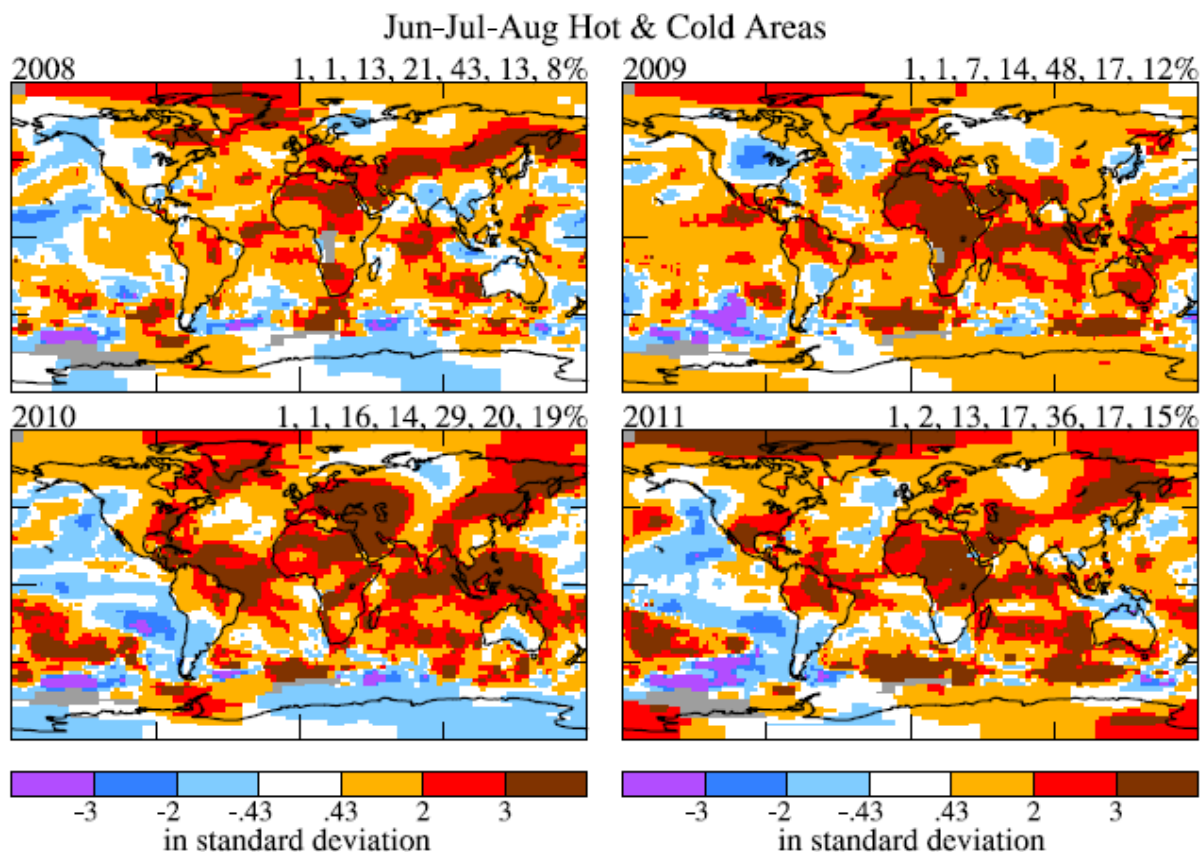 Jun-Jul-Aug Hot & Cold Areas
2008 1, 1, 13, 21, 43, 13, 8%
2009 1, 1, 7, 14, 48, 17, 12%
2010 1, 1, 16, 14, 29, 20, 19%
2011 1, 2, 13, 17, 36, 17, 15%
-3 -2 -.43 .43 2 3
in standard deviation
-3 -2 -.43 .43 2 3
in standard deviation